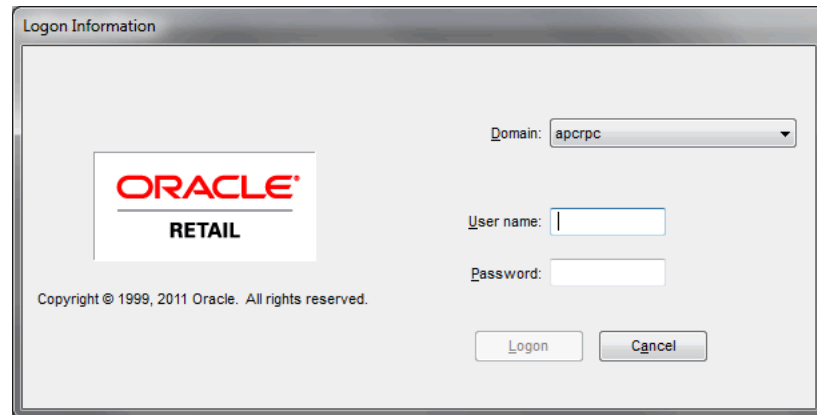 Logon Information
Domain: apcrpc
ORACLE®
RETAIL
User name:
Password:
Copyright © 1999, 2011 Oracle. All rights reserved.
Logon Cancel